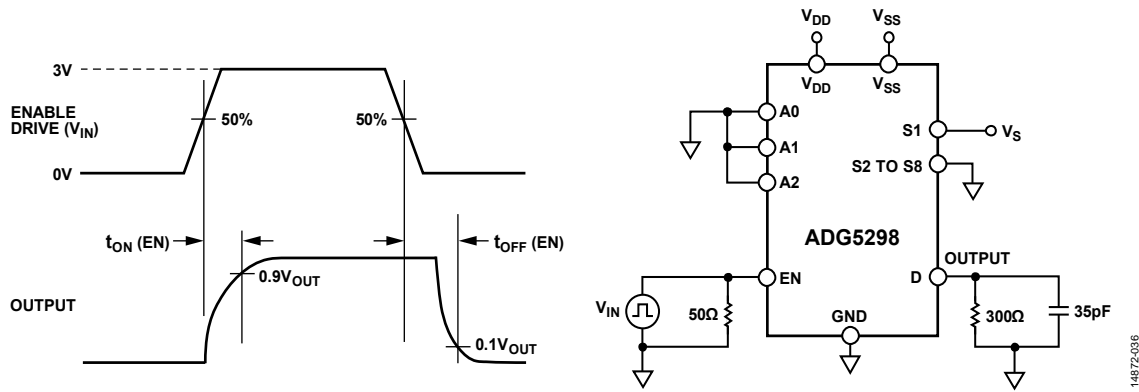 3V
ENABLE
DRIVE (VIN)
50%
50%
0V
tON (EN)
tOFF (EN)
0.9VOUT
OUTPUT
0.1VOUT
VDD
VSS
VDD
VSS
A0
A1
A2
S1
VS
S2 TO S8
ADG5298
OUTPUT
EN
D
VIN
50Ω
GND
300Ω
35pF
14872-036